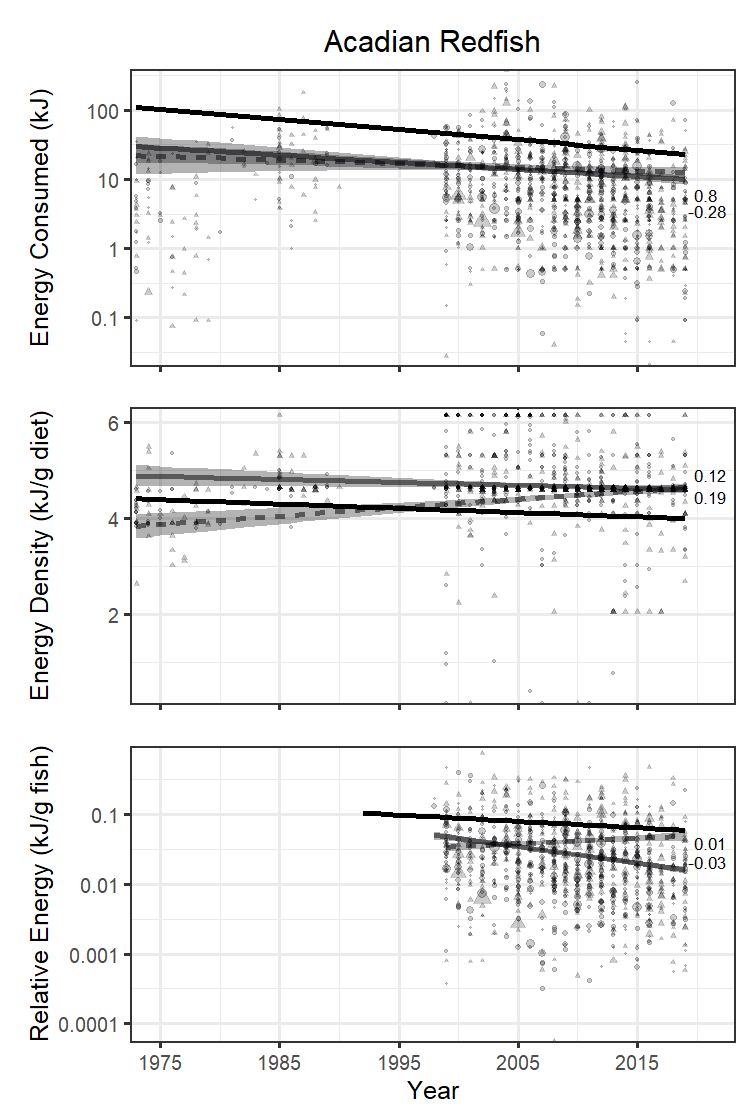 Acadian Redfish
Energy Consumed (kJ)
100
10
1
0.1
0.8
-0.28
Energy Density (kJ/g diet)
6
4
2
0.12
0.19
Relative Energy (kJ/g fish)
0.1
0.01
0.001
0.0001
0.01
-0.03
1975 1985 1995 2005 2015
Year